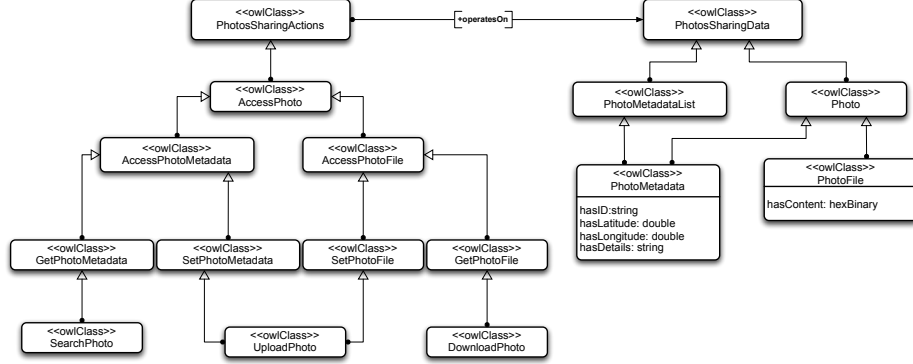 <<owlClass>>
PhotosSharingActions
+operatesOn
<<owlClass>>
PhotosSharingData
<<owlClass>>
AccessPhoto
<<owlClass>>
PhotoMetadataList
<<owlClass>>
Photo
<<owlClass>>
AccessPhotoMetadata
<<owlClass>>
AccessPhotoFile
<<owlClass>>
PhotoMetadata
hasID:string
hasLatitude: double
hasLongitude: double
hasDetails: string
<<owlClass>>
PhotoFile
hasContent: hexBinary
<<owlClass>>
GetPhotoMetadata
<<owlClass>>
SetPhotoMetadata
<<owlClass>>
SetPhotoFile
<<owlClass>>
GetPhotoFile
<<owlClass>>
SearchPhoto
<<owlClass>>
UploadPhoto
<<owlClass>>
DownloadPhoto